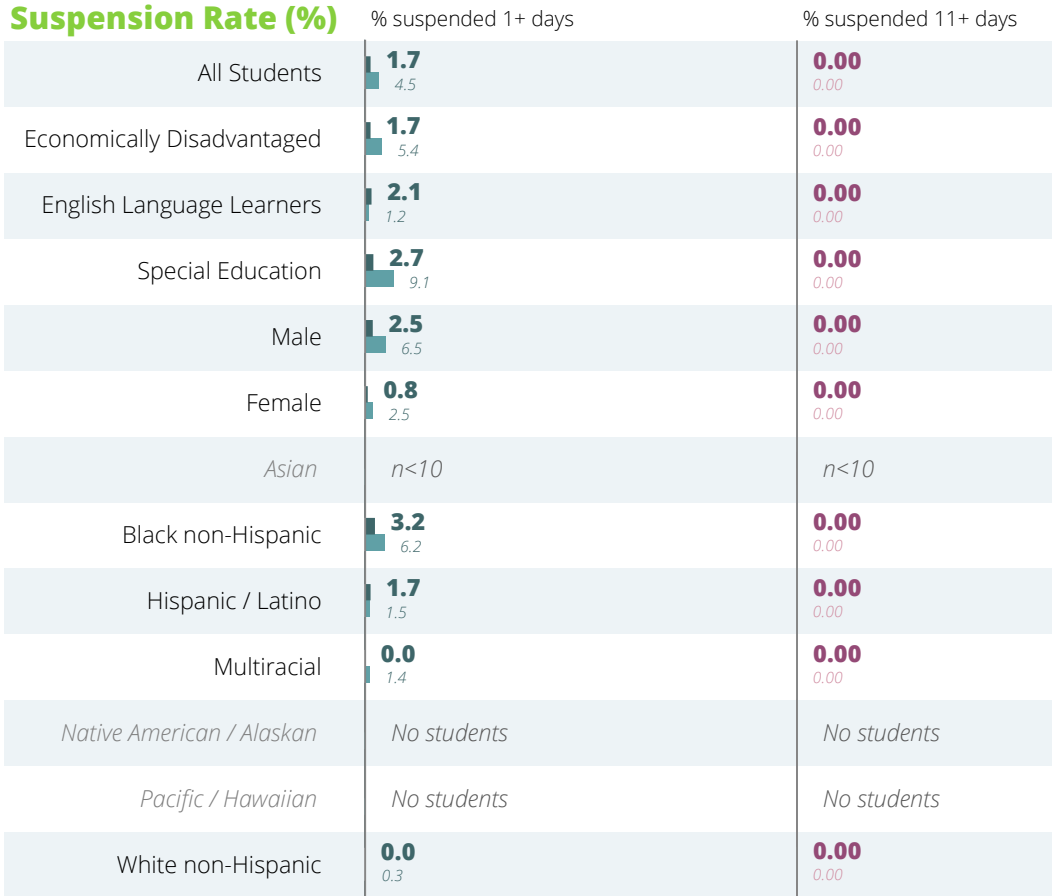 Suspension Rate (%) % suspended 1+ days % suspended 11+ days
All Students 1.7 0.00
4.5 0.00
Economically Disadvantaged 1.7 0.00
5.4 0.00
English Language Learners 2.1 0.00
1.2 0.00
Special Education 2.7 0.00
9.1 0.00
Male 2.5 0.00
6.5 0.00
Female 0.8 0.00
2.5 0.00
Asian n<10 n<10
Black non-Hispanic 3.2 0.00
6.2 0.00
Hispanic / Latino 1.7 0.00
1.5 0.00
Multiracial 0.0 0.00
1.4 0.00
Native American / Alaskan No students No students
Pacific / Hawaiian No students No students
White non-Hispanic 0.0 0.00
0.3 0.00